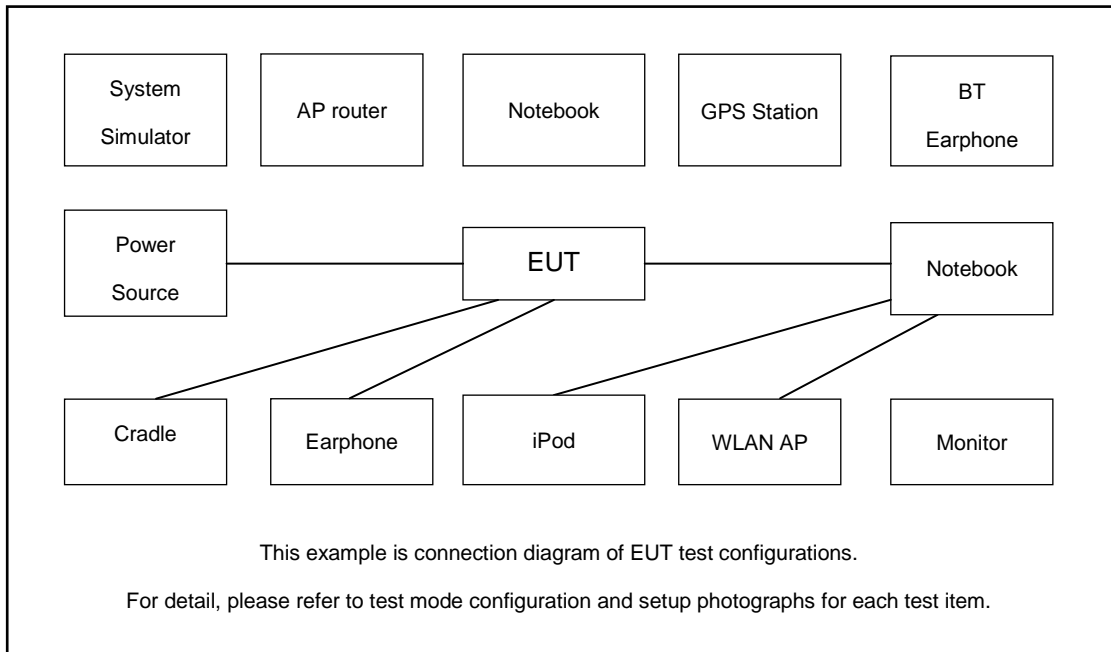 System
Simulator
AP router
Notebook
GPS Station
BT
Earphone
Power
Source
EUT
Notebook
Cradle
Earphone
iPod
WLAN AP
Monitor
This example is connection diagram of EUT test configurations.
For detail, please refer to test mode configuration and setup photographs for each test item.